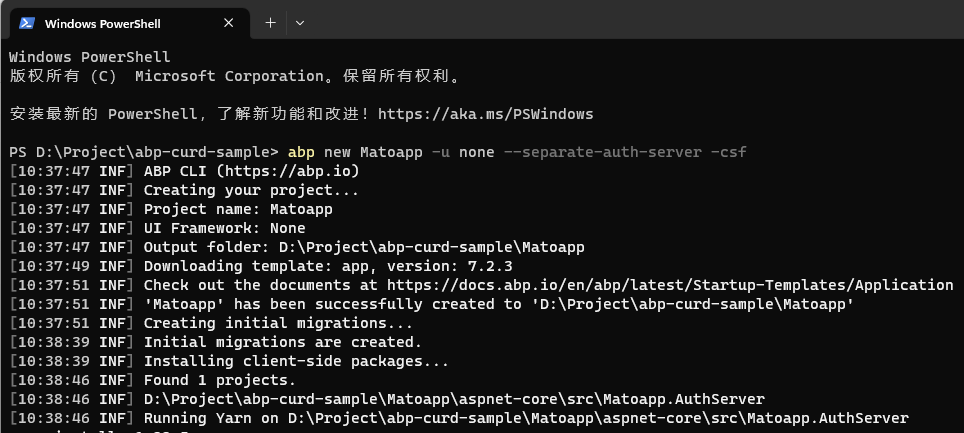 Windows PowerShell
Windows PowerShell
版权所有 (C) Microsoft Corporation。保留所有权利。
安装最新的 PowerShell，了解新功能和改进！https://aka.ms/PSWindows
PS D:\Project\abp-curd-sample> abp new Matoapp -u none --separate-auth-server -csf
[10:37:47 INF] ABP CLI (https://abp.io)
[10:37:47 INF] Creating your project...
[10:37:47 INF] Project name: Matoapp
[10:37:47 INF] UI Framework: None
[10:37:47 INF] Output folder: D:\Project\abp-curd-sample\Matoapp
[10:37:49 INF] Downloading template: app, version: 7.2.3
[10:37:51 INF] Check out the documents at https://docs.abp.io/en/abp/latest/Startup-Templates/Application
[10:37:51 INF] 'Matoapp' has been successfully created to 'D:\Project\abp-curd-sample\Matoapp'
[10:37:51 INF] Creating initial migrations...
[10:38:39 INF] Initial migrations are created.
[10:38:39 INF] Installing client-side packages...
[10:38:46 INF] Found 1 projects.
[10:38:46 INF] D:\Project\abp-curd-sample\Matoapp\aspnet-core\src\Matoapp.AuthServer
[10:38:46 INF] Running Yarn on D:\Project\abp-curd-sample\Matoapp\aspnet-core\src\Matoapp.AuthServer